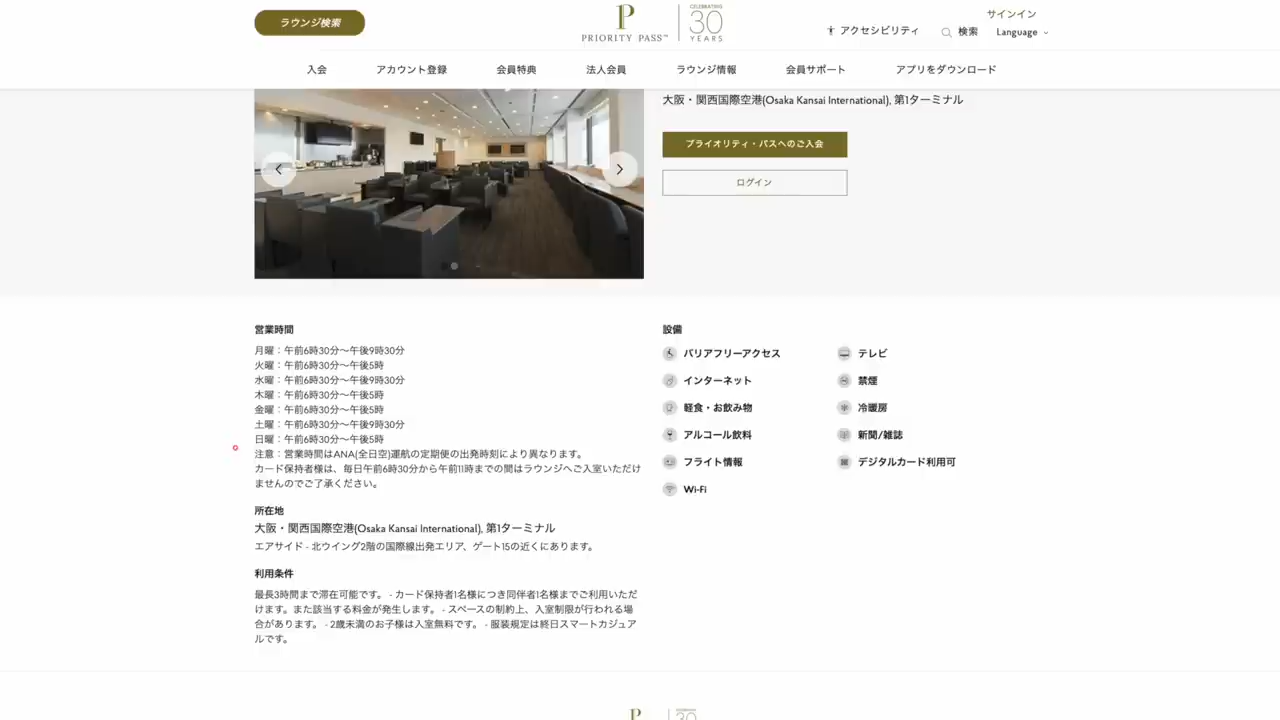 ラウンジ検索
PRIORITY PASS™
CELEBRATING
30
YEARS
アクセシビリティ
検索
サインイン
Language
入会
アカウント登録
会員特典
法人会員
ラウンジ情報
会員サポート
アプリをダウンロード
大阪・関西国際空港(Osaka Kansai International), 第1ターミナル
プライオリティ・パスへのご入会
ログイン
営業時間
月曜：午前6時30分～午後9時30分
火曜：午前6時30分～午後5時
水曜：午前6時30分～午後9時30分
木曜：午前6時30分～午後5時
金曜：午前6時30分～午後5時
土曜：午前6時30分～午後9時30分
日曜：午前6時30分～午後5時
注意：営業時間はANA(全日空)運航の定期便の出発時刻により異なります。
カード保持者様は、毎日午前6時30分から午前11時までの間はラウンジへご入室いただけ
ませんのでご了承ください。
所在地
大阪・関西国際空港(Osaka Kansai International), 第1ターミナル
エアサイド - 北ウイング2階の国際線出発エリア、ゲート15の近くにあります。
利用条件
最長3時間まで滞在可能です。 - カード保持者1名様につき同伴者1名様までご利用いただ
けます。また該当する料金が発生します。 - スペースの制約上、入室制限が行われる場
合があります。 - 2歳未満のお子様は入室無料です。 - 服装規定は終日スマートカジュア
ルです。
設備
バリアフリーアクセス
テレビ
インターネット
禁煙
軽食・お飲み物
冷暖房
アルコール飲料
新聞/雑誌
フライト情報
デジタルカード利用可
Wi-Fi
30